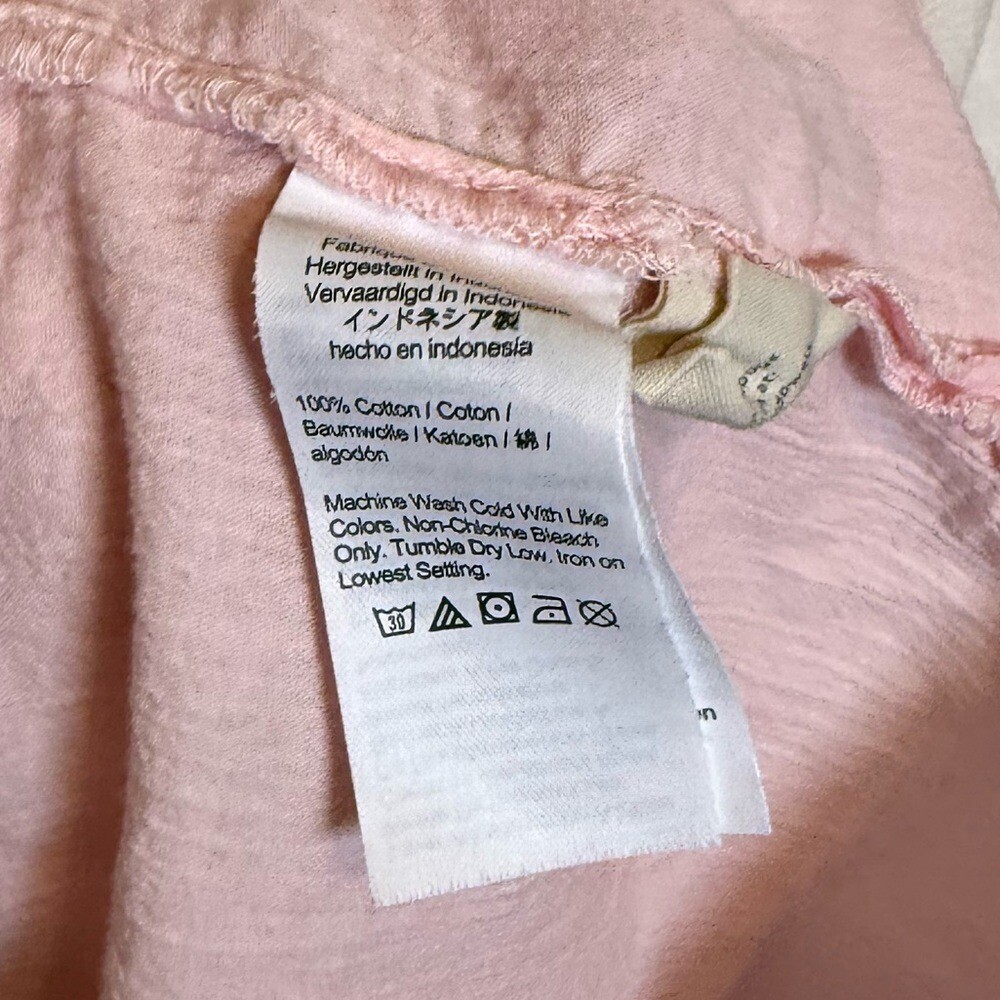 Hergestellt in
Vervaardigd in Indonesie
インドネシア製
hecho en indonesia
100% Cotton | Coton |
Baumwolle | Katoen | 綿 |
algodón
Machine Wash Cold With Like
Colors. Non-Chlorine Bleach
Only. Tumble Dry Low, Iron on
Lowest Setting.
30